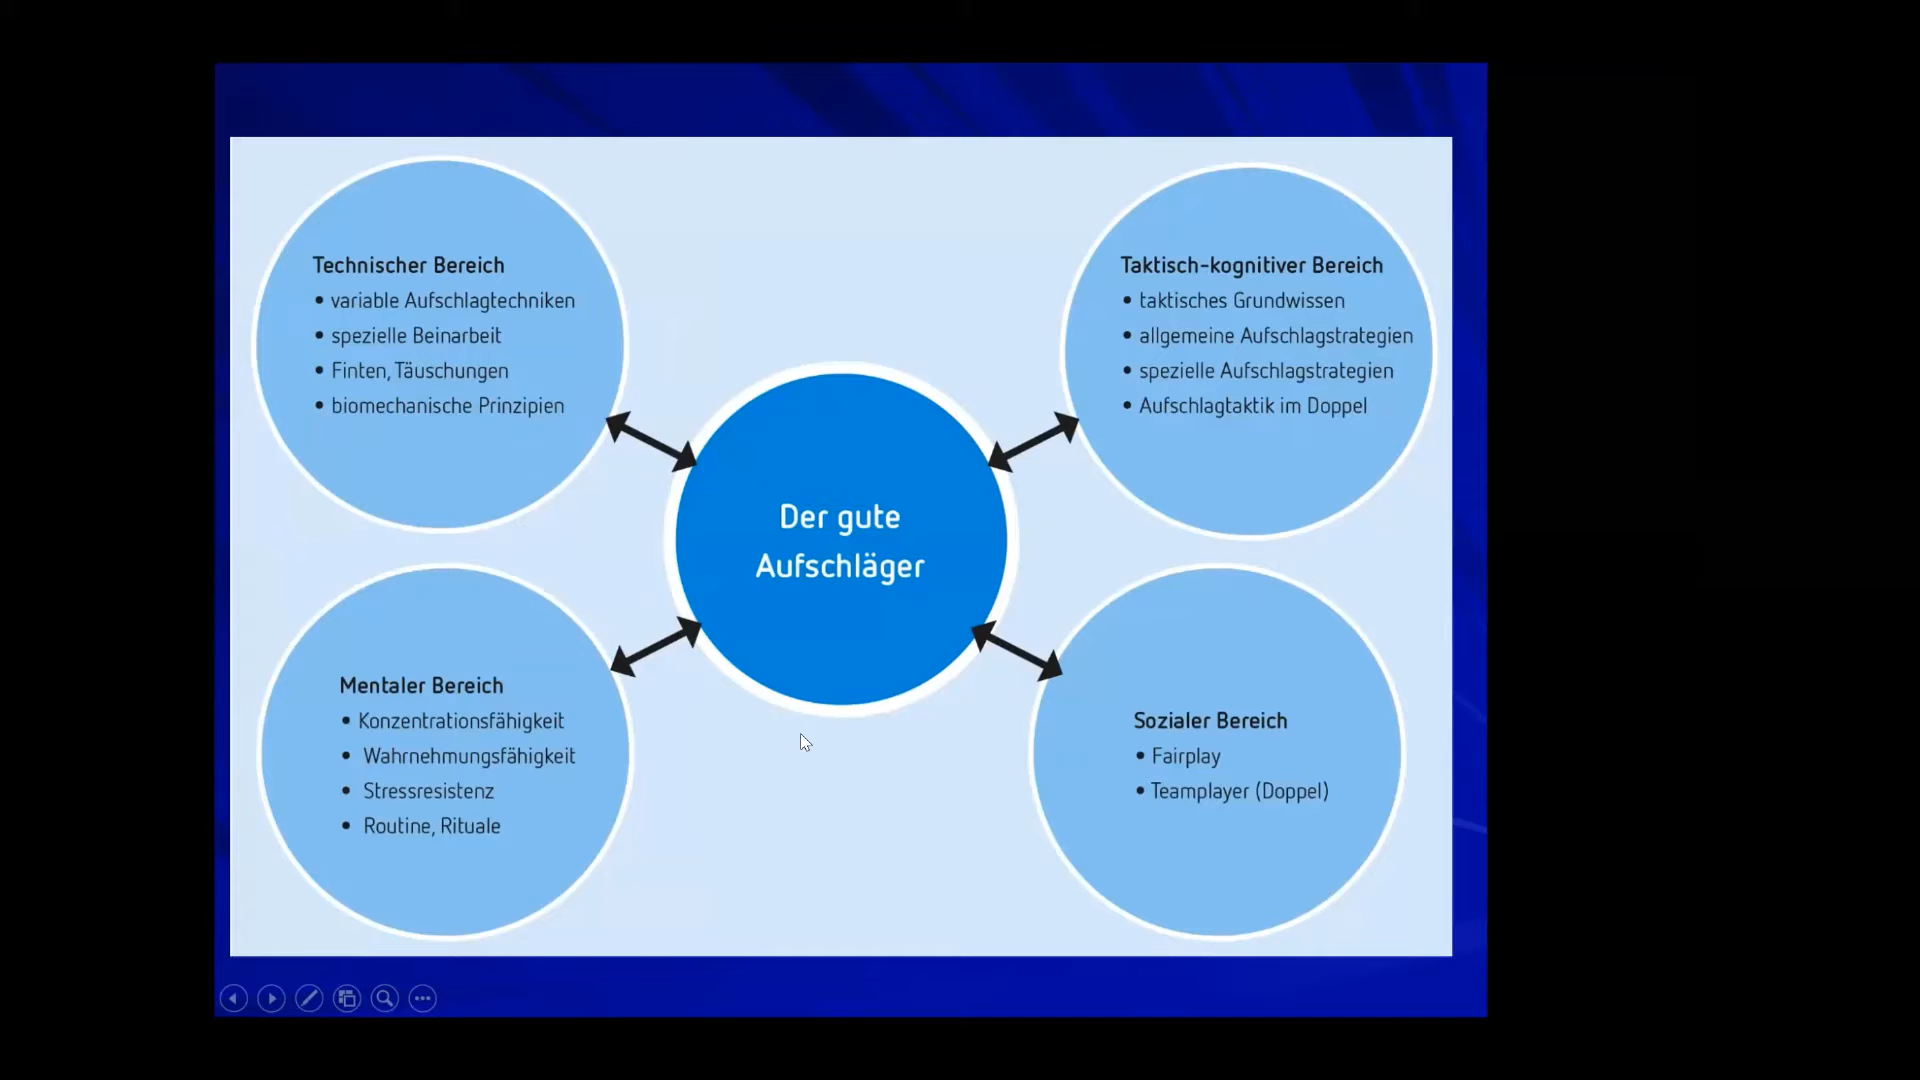 Technischer Bereich
• variable Aufschlagtechniken
• spezielle Beinarbeit
• Finten, Täuschungen
• biomechanische Prinzipien
Taktisch-kognitiver Bereich
• taktisches Grundwissen
• allgemeine Aufschlagstrategien
• spezielle Aufschlagstrategien
• Aufschlagtaktik im Doppel
Der gute
Aufschläger
Mentaler Bereich
• Konzentrationsfähigkeit
• Wahrnehmungsfähigkeit
• Stressresistenz
• Routine, Rituale
Sozialer Bereich
• Fairplay
• Teamplayer (Doppel)